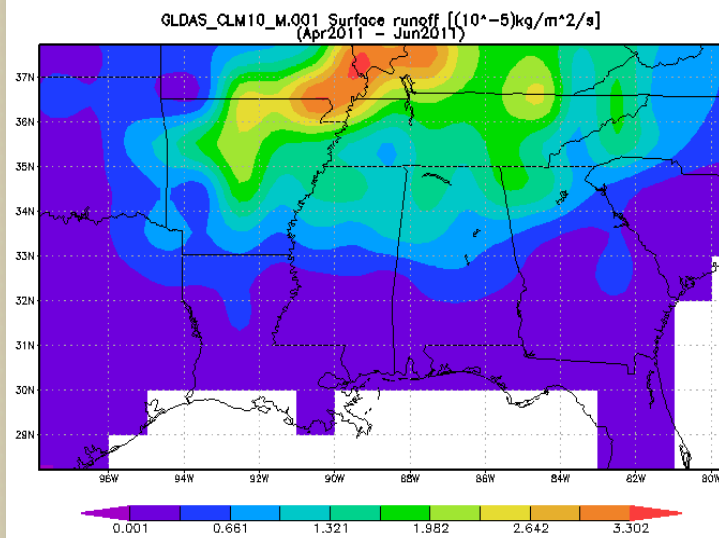 GLDAS_CLM10_M.001 Surface runoff [(10^-5)kg/m^2/s]
(Apr2011 - Jun2011)
37N
36N
35N
34N
33N
32N
31N
30N
29N
96W 94W 92W 90W 88W 86W 84W 82W 80W
0.001 0.661 1.321 1.982 2.642 3.302